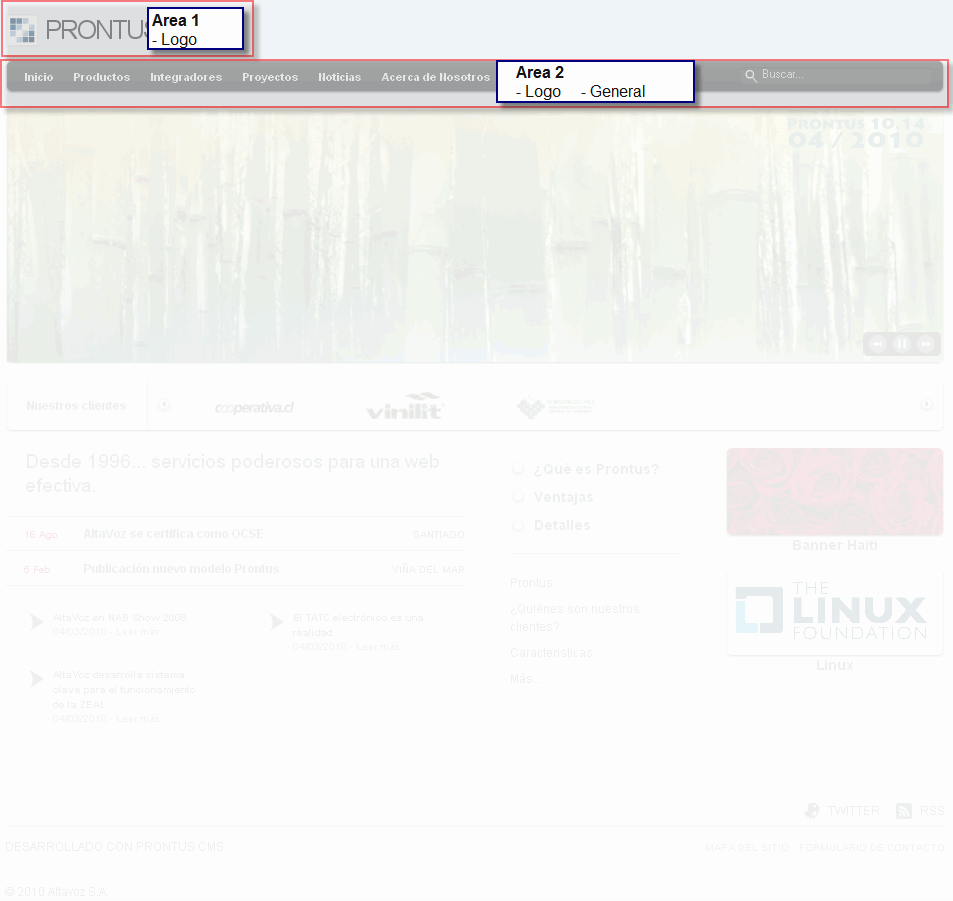 PRONTUS
Area 1
- Logo
Inicio Productos Integradores Proyectos Noticias Acerca de Nosotros
Area 2
- Logo - General
Buscar...
PRONTUS 10.14
04/2010
Nuestros clientes
cooperativa.cl
vinilit
Desde 1996... servicios poderosos para una web
efectiva.
16 Ago AltaVoz se certifica como OCSE SANTIAGO
5 Feb Publicación nuevo modelo Prontus VIÑA DEL MAR
AltaVoz en NAB Show 2008
04/03/2010 - Leer más
El TATC electrónico es una
realidad
04/03/2010 - Leer más
AltaVoz desarrolla sistema
clave para el funcionamiento
de la ZEAL
04/03/2010 - Leer más
¿Que es Prontus?
Ventajas
Detalles
Prontus
¿Quiénes son nuestros
clientes?
Características
Más...
Banner Haiti
THE
LINUX
FOUNDATION
Linux
TWITTER RSS
DESARROLLADO CON PRONTUS CMS
MAPA DEL SITIO FORMULARIO DE CONTACTO
© 2010 Altavoz S.A.